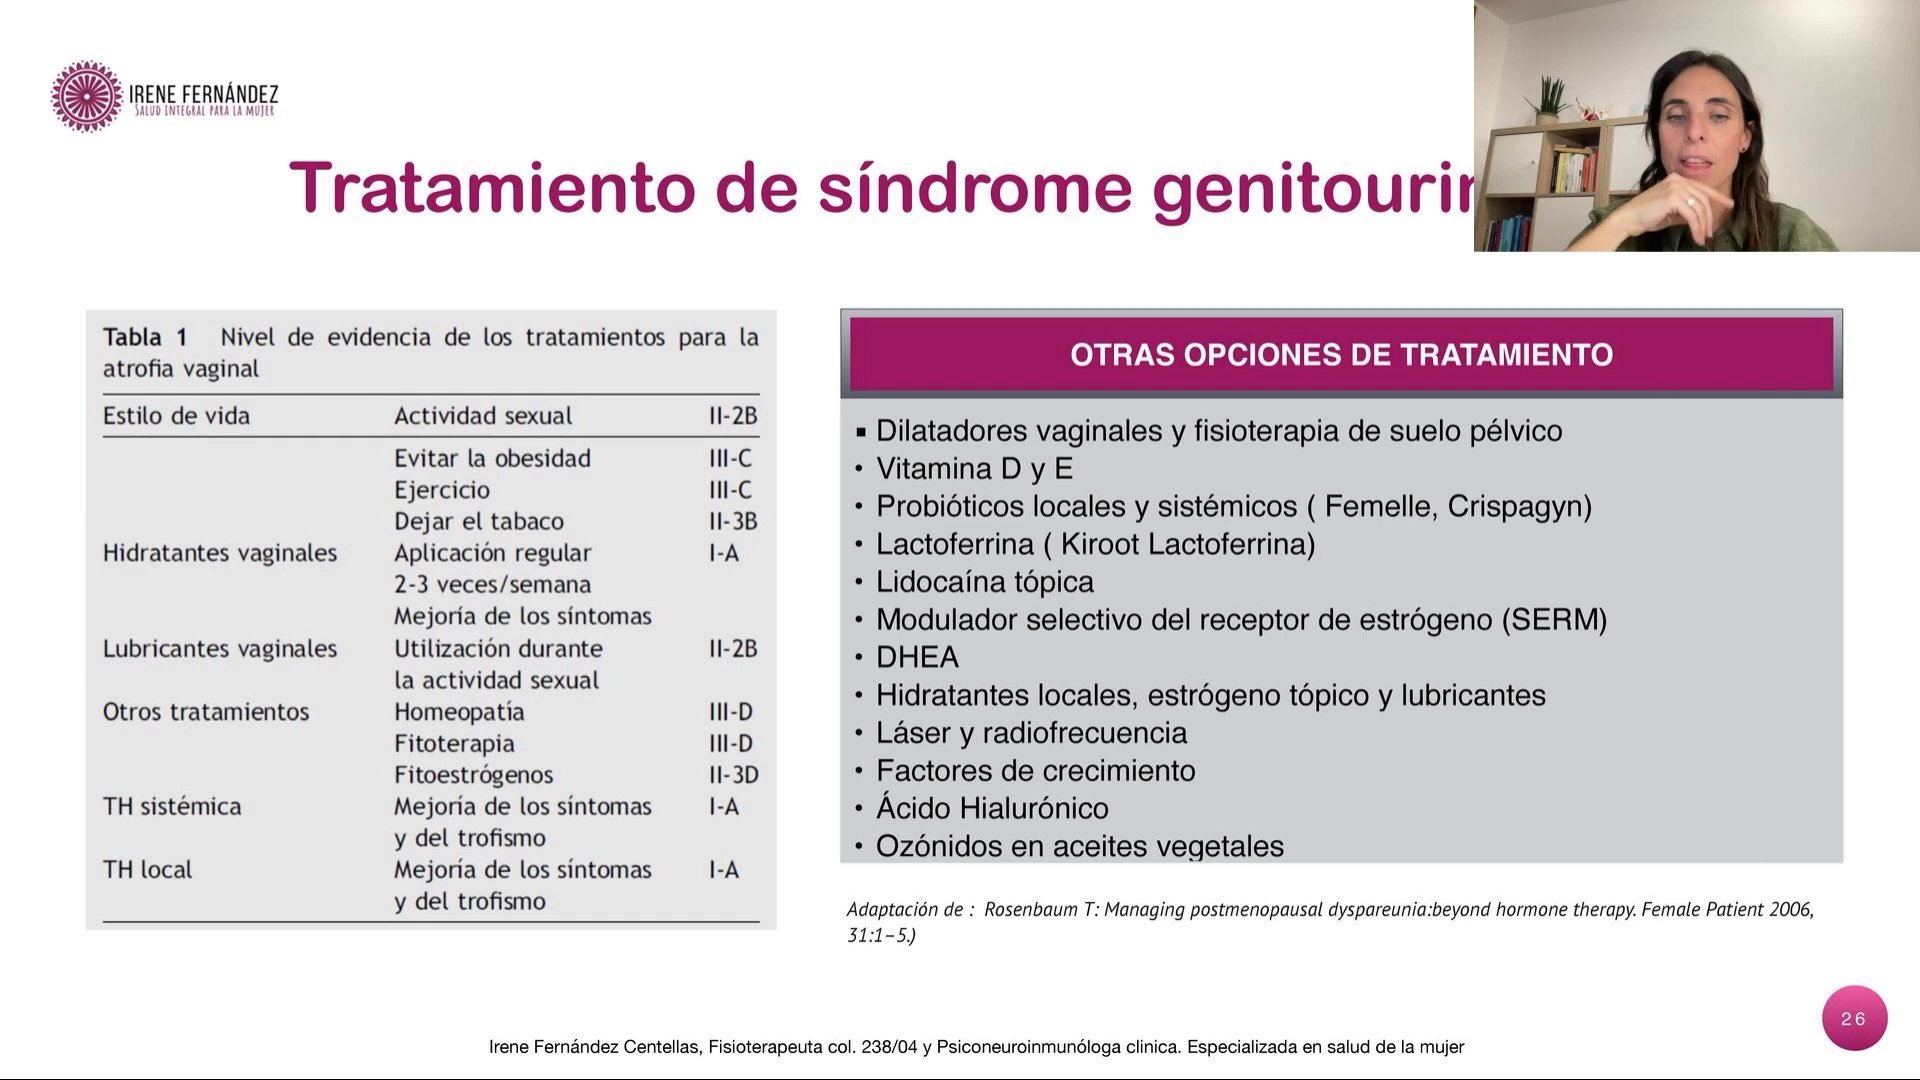 IRENE FERNÁNDEZ
SALUD INTEGRAL PARA LA MUJER
Tratamiento de síndrome
Tabla 1 Nivel de evidencia de los tratamientos para la
atrofia vaginal
Estilo de vida Actividad sexual II-2B
Evitar la obesidad III-C
Ejercicio III-C
Dejar el tabaco II-3B
Hidratantes vaginales Aplicación regular I-A
2-3 veces/semana
Mejoría de los síntomas
Lubricantes vaginales Utilización durante II-2B
la actividad sexual
Otros tratamientos Homeopatía III-D
Fitoterapia III-D
Fitoestrógenos II-3D
TH sistémica Mejoría de los síntomas I-A
y del trofismo
TH local Mejoría de los síntomas I-A
y del trofismo
OTRAS OPCIONES DE TRATAMIENTO
▪ Dilatadores vaginales y fisioterapia de suelo pélvico
• Vitamina D y E
• Probióticos locales y sistémicos ( Femelle, Crispagyn)
• Lactoferrina ( Kiroot Lactoferrina)
• Lidocaína tópica
• Modulador selectivo del receptor de estrógeno (SERM)
• DHEA
• Hidratantes locales, estrógeno tópico y lubricantes
• Láser y radiofrecuencia
• Factores de crecimiento
• Ácido Hialurónico
• Ozónidos en aceites vegetales
Adaptación de : Rosenbaum T: Managing postmenopausal dyspareunia:beyond hormone therapy. Female Patient 2006,
31:1–5.)
26
Irene Fernández Centellas, Fisioterapeuta col. 238/04 y Psiconeuroinmunóloga clinica. Especializada en salud de la mujer